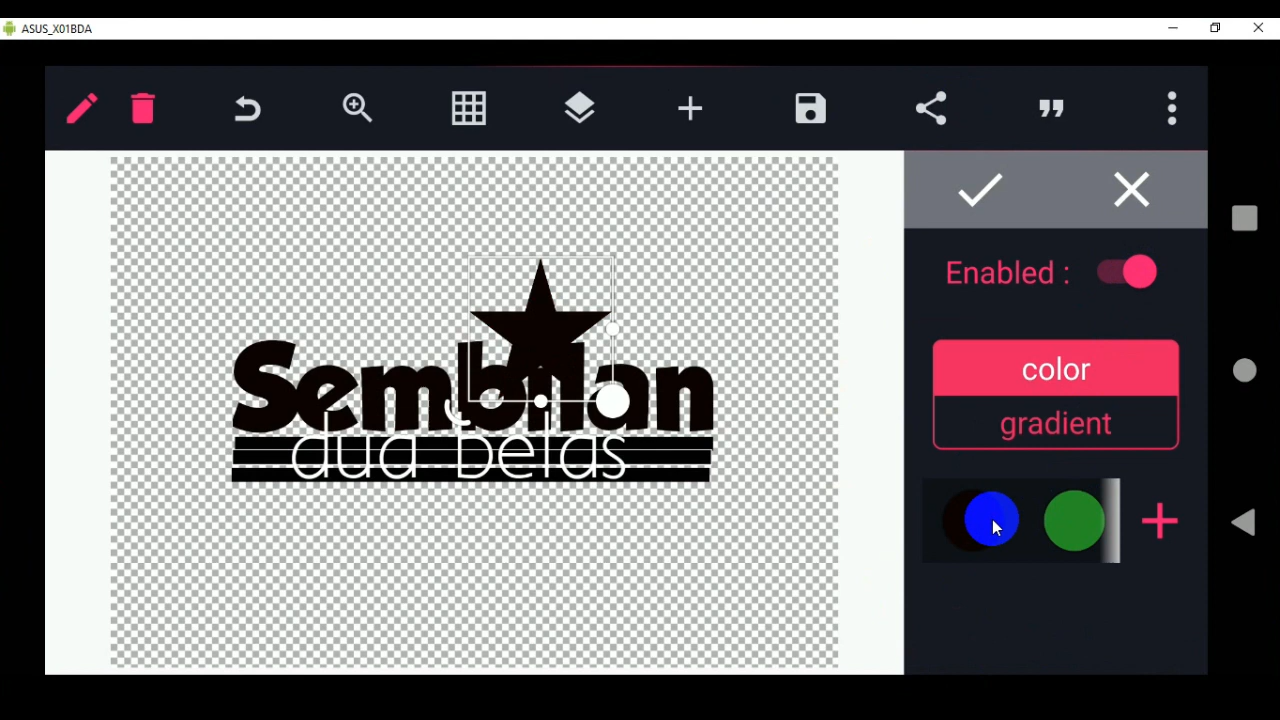 ASUS_X01BDA
Enabled :
color
gradient
Sembilan
dua belas